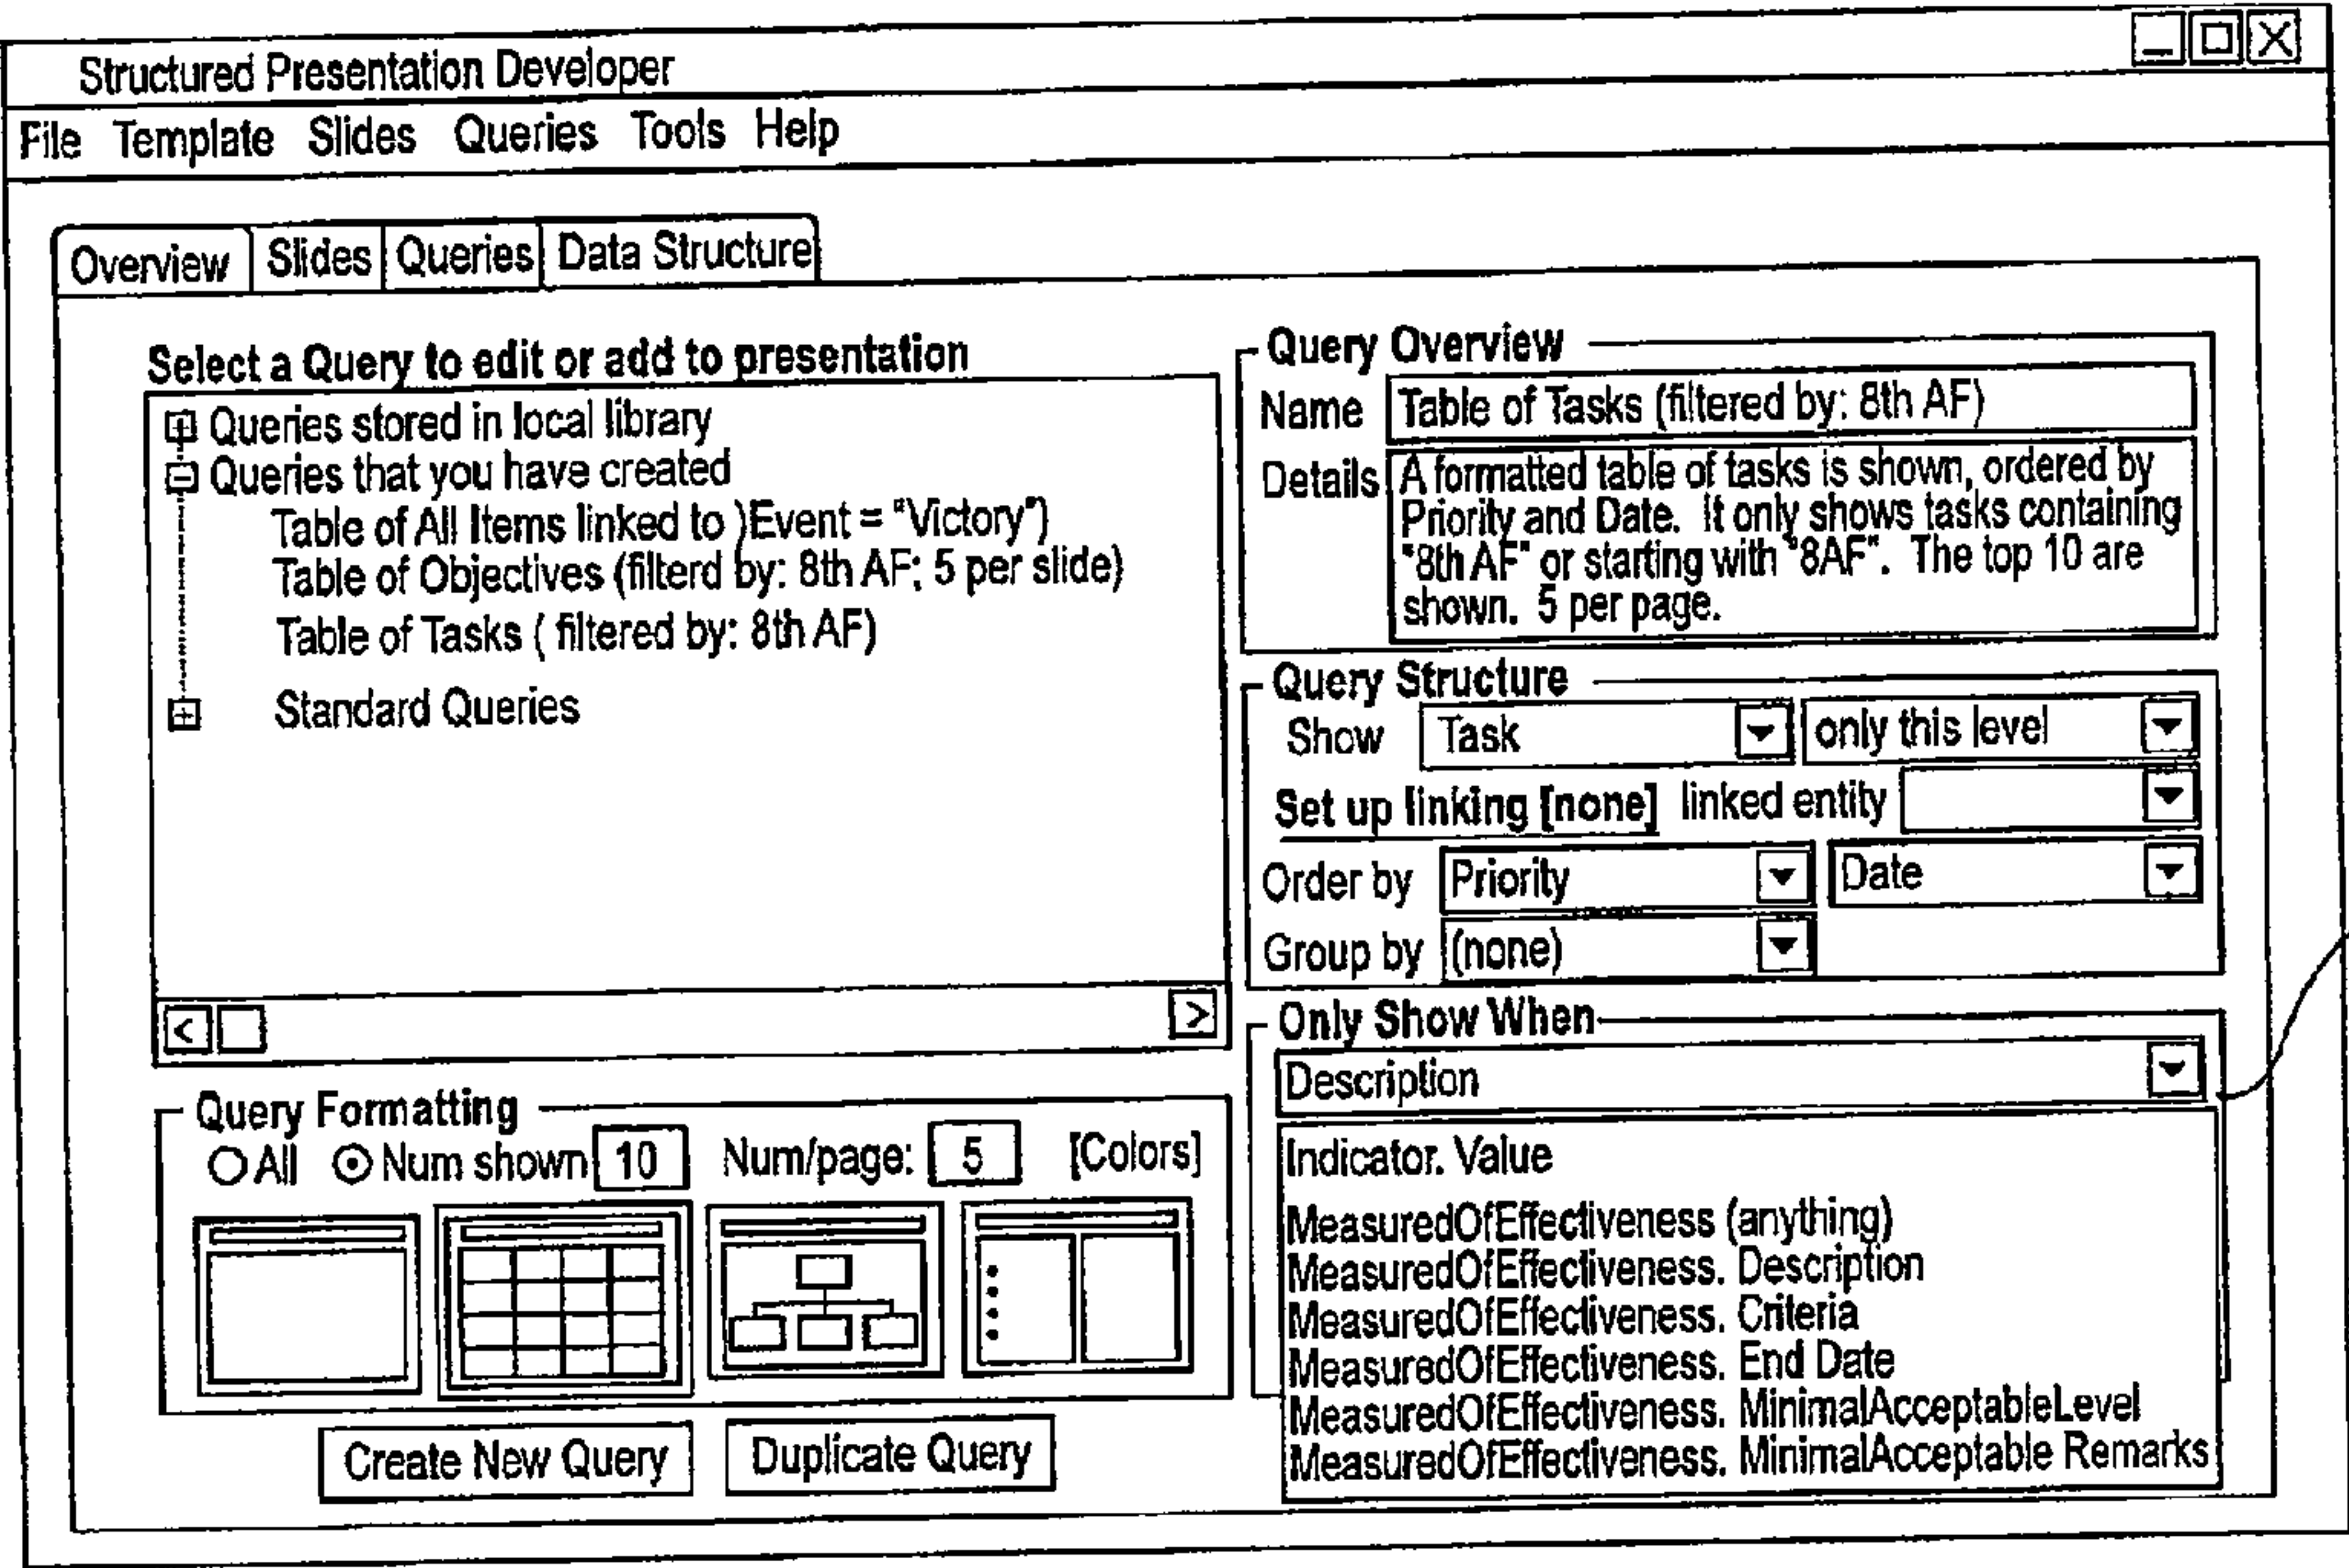 Structured Presentation Developer
File Template Slides Queries Tools Help
Overview Slides Queries Data Structure
Select a Query to edit or add to presentation
Queries stored in local library
Queries that you have created
Table of All Items linked to )Event = "Victory")
Table of Objectives (filterd by: 8th AF; 5 per slide)
Table of Tasks ( filtered by: 8th AF)
Standard Queries
< >
Query Formatting
All Num shown 10 Num/page: 5 [Colors]
Create New Query Duplicate Query
Query Overview
Name Table of Tasks (filtered by: 8th AF)
Details A formatted table of tasks is shown, ordered by
Priority and Date. It only shows tasks containing
"8th AF" or starting with "8AF". The top 10 are
shown. 5 per page.
Query Structure
Show Task only this level
Set up linking [none] linked entity
Order by Priority Date
Group by (none)
Only Show When
Description
Indicator. Value
MeasuredOfEffectiveness (anything)
MeasuredOfEffectiveness. Description
MeasuredOfEffectiveness. Criteria
MeasuredOfEffectiveness. End Date
MeasuredOfEffectiveness. MinimalAcceptableLevel
MeasuredOfEffectiveness. MinimalAcceptable Remarks